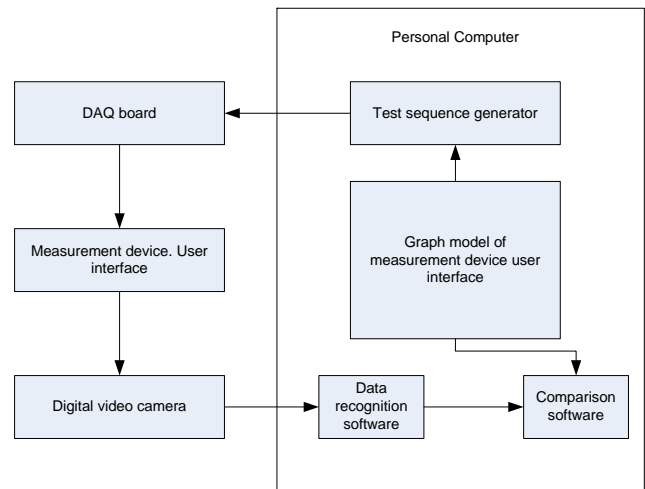 Personal Computer
DAQ board
Test sequence generator
Measurement device. User
interface
Graph model of
measurement device user
interface
Digital video camera
Data
recognition
software
Comparison
software